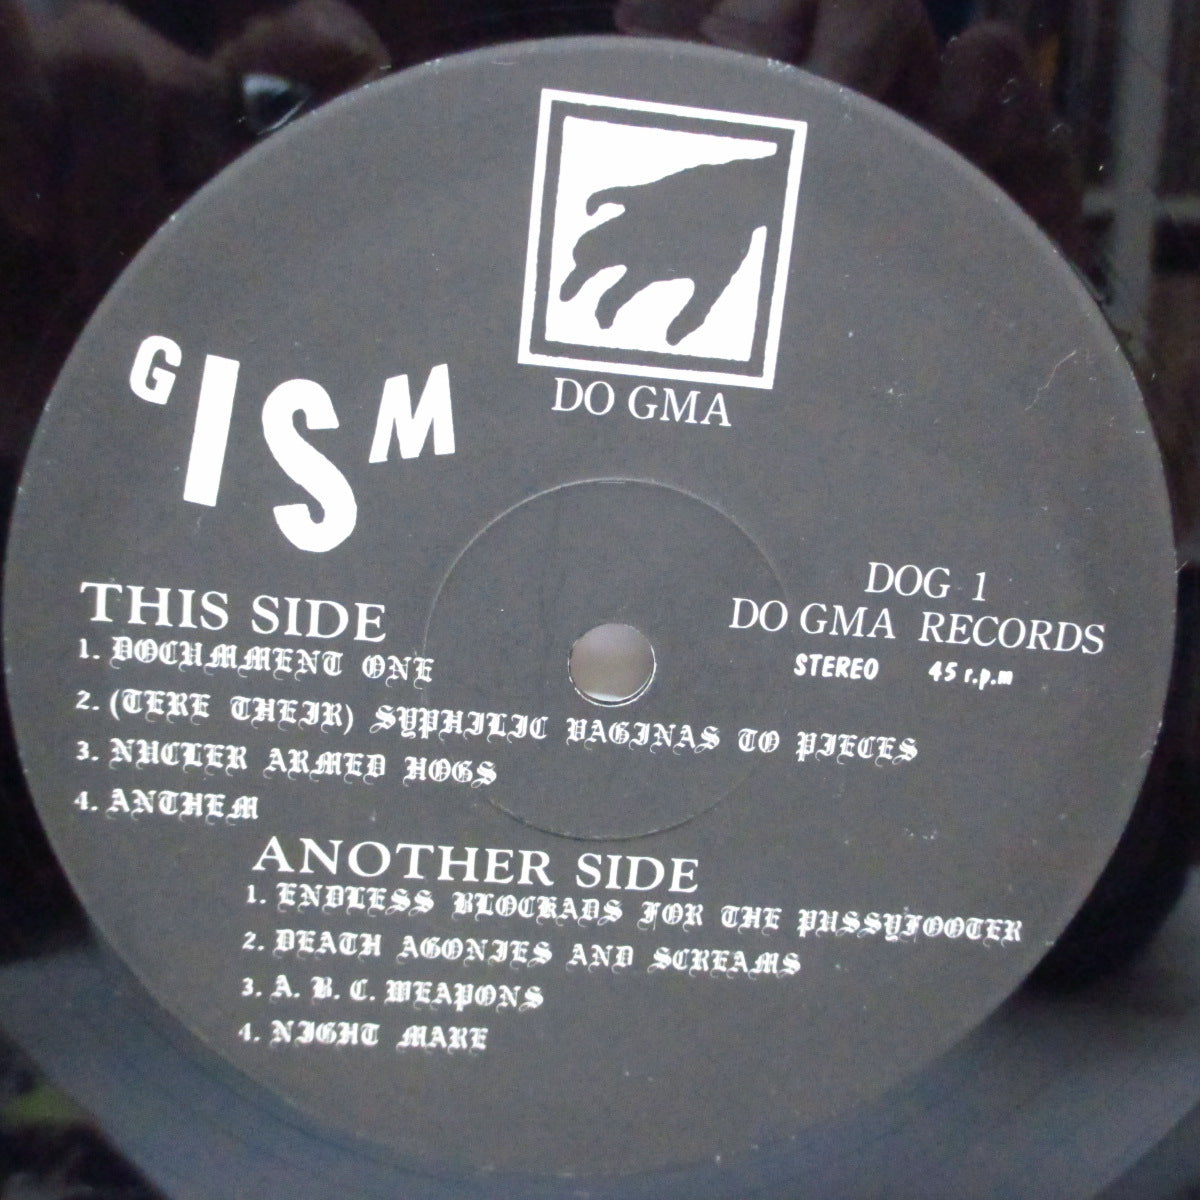 DO GMA
GISM
DOG 1
DO GMA RECORDS
STEREO 45 r.p.m
THIS SIDE
1. DOCUMMENT ONE
2. (TERE THEIR) SYPHILIC VAGINAS TO PIECES
3. NUCLER ARMED HOGS
4. ANTHEM
ANOTHER SIDE
1. ENDLESS BLOCKADS FOR THE PUSSYFOOTER
2. DEATH AGONIES AND SCREAMS
3. A. B. C. WEAPONS
4. NIGHT MARE